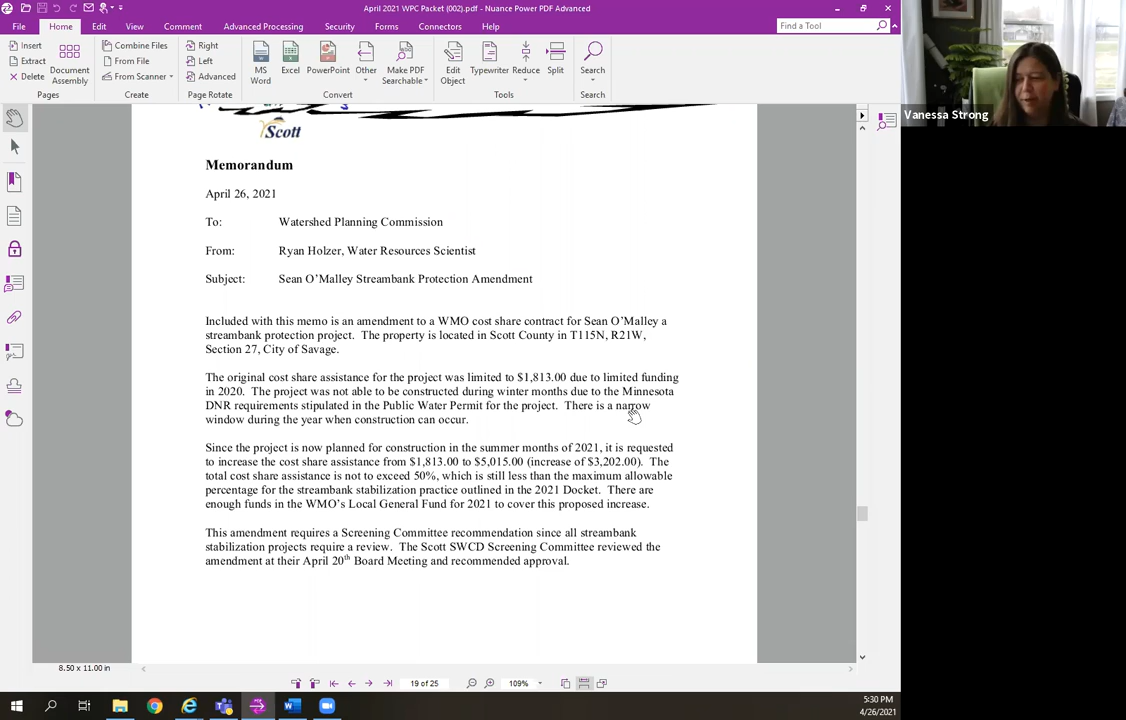 April 2021 WPC Packet (002).pdf - Nuance Power PDF Advanced
File Home Edit View Comment Advanced Processing Security Forms Connectors Help Find a Tool
Insert
Extract
Delete
Document Assembly
Pages
Combine Files
From File
From Scanner
Create
Right
Left
Advanced
Page Rotate
MS Word
Excel
PowerPoint
Other
Make PDF Searchable
Convert
Edit Object
Typewriter
Reduce
Split
Tools
Search
Search
Vanessa Strong
Scott
Memorandum
April 26, 2021
To: Watershed Planning Commission
From: Ryan Holzer, Water Resources Scientist
Subject: Sean O'Malley Streambank Protection Amendment
Included with this memo is an amendment to a WMO cost share contract for Sean O'Malley a
streambank protection project. The property is located in Scott County in T115N, R21W,
Section 27, City of Savage.
The original cost share assistance for the project was limited to $1,813.00 due to limited funding
in 2020. The project was not able to be constructed during winter months due to the Minnesota
DNR requirements stipulated in the Public Water Permit for the project. There is a narrow
window during the year when construction can occur.
Since the project is now planned for construction in the summer months of 2021, it is requested
to increase the cost share assistance from $1,813.00 to $5,015.00 (increase of $3,202.00). The
total cost share assistance is not to exceed 50%, which is still less than the maximum allowable
percentage for the streambank stabilization practice outlined in the 2021 Docket. There are
enough funds in the WMO's Local General Fund for 2021 to cover this proposed increase.
This amendment requires a Screening Committee recommendation since all streambank
stabilization projects require a review. The Scott SWCD Screening Committee reviewed the
amendment at their April 20th Board Meeting and recommended approval.
8.50 x 11.00 in
19 of 25
109%
5:30 PM
4/26/2021